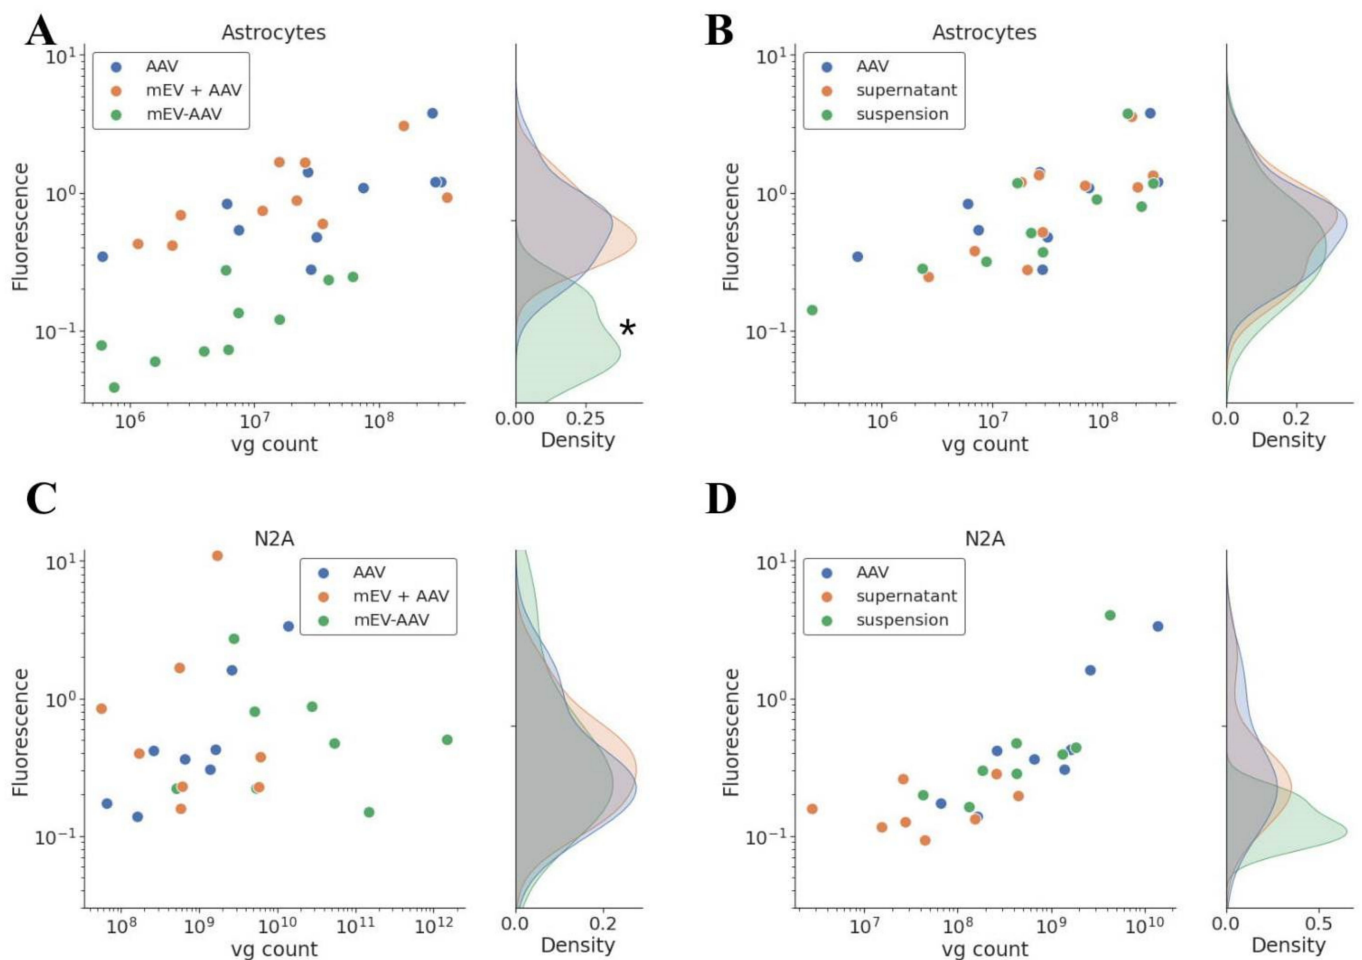 A
Astrocytes
AAV
mEV + AAV
mEV-AAV
10¹
10⁰
10⁻¹
Fluorescence
10⁶ 10⁷ 10⁸
vg count
*
0.00 0.25
Density
B
Astrocytes
AAV
supernatant
suspension
10¹
10⁰
10⁻¹
Fluorescence
10⁶ 10⁷ 10⁸
vg count
0.0 0.2
Density
C
N2A
AAV
mEV + AAV
mEV-AAV
10¹
10⁰
10⁻¹
Fluorescence
10⁸ 10⁹ 10¹⁰ 10¹¹ 10¹²
vg count
0.0 0.2
Density
D
N2A
AAV
supernatant
suspension
10¹
10⁰
10⁻¹
Fluorescence
10⁷ 10⁸ 10⁹ 10¹⁰
vg count
0.0 0.5
Density